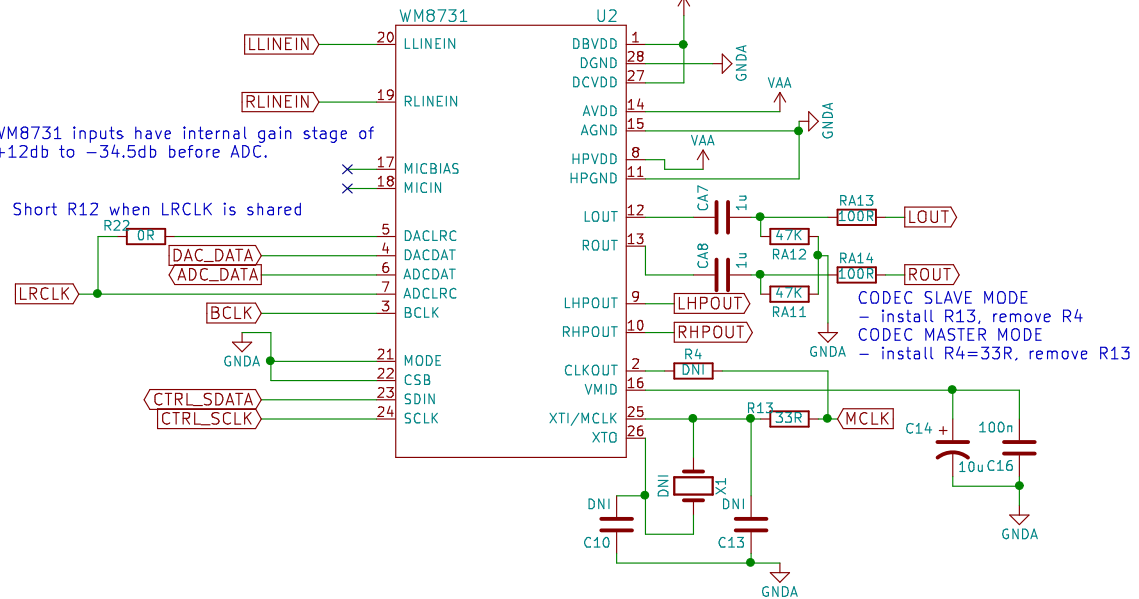 WM8731
U2
LLINEIN
20
LLINEIN
DBVDD
1
DGND
28
GNDA
DCVDD
27
RLINEIN
19
RLINEIN
AVDD
14
VAA
AGND
15
GNDA
WM8731 inputs have internal gain stage of
+12db to -34.5db before ADC.
HPVDD
8
VAA
HPGND
11
17
MICBIAS
18
MICIN
Short R12 when LRCLK is shared
LOUT
12
CA7
1u
RA13
100R
LOUT
R22
0R
5
DACLRC
ROUT
13
47K
RA12
DAC_DATA
4
DACDAT
CA8
1u
RA14
100R
ROUT
ADC_DATA
6
ADCDAT
LRCLK
7
ADCLRC
47K
RA11
LHPOUT
9
LHPOUT
BCLK
3
BCLK
RHPOUT
10
RHPOUT
GNDA
CODEC SLAVE MODE
- install R13, remove R4
CODEC MASTER MODE
- install R4=33R, remove R13
GNDA
21
MODE
22
CSB
CLKOUT
2
R4
DNI
VMID
16
CTRL_SDATA
23
SDIN
CTRL_SCLK
24
SCLK
XTI/MCLK
25
R13
33R
MCLK
XTO
26
C14
+
10u
100n
C16
GNDA
DNI
X1
DNI
C10
DNI
C13
GNDA